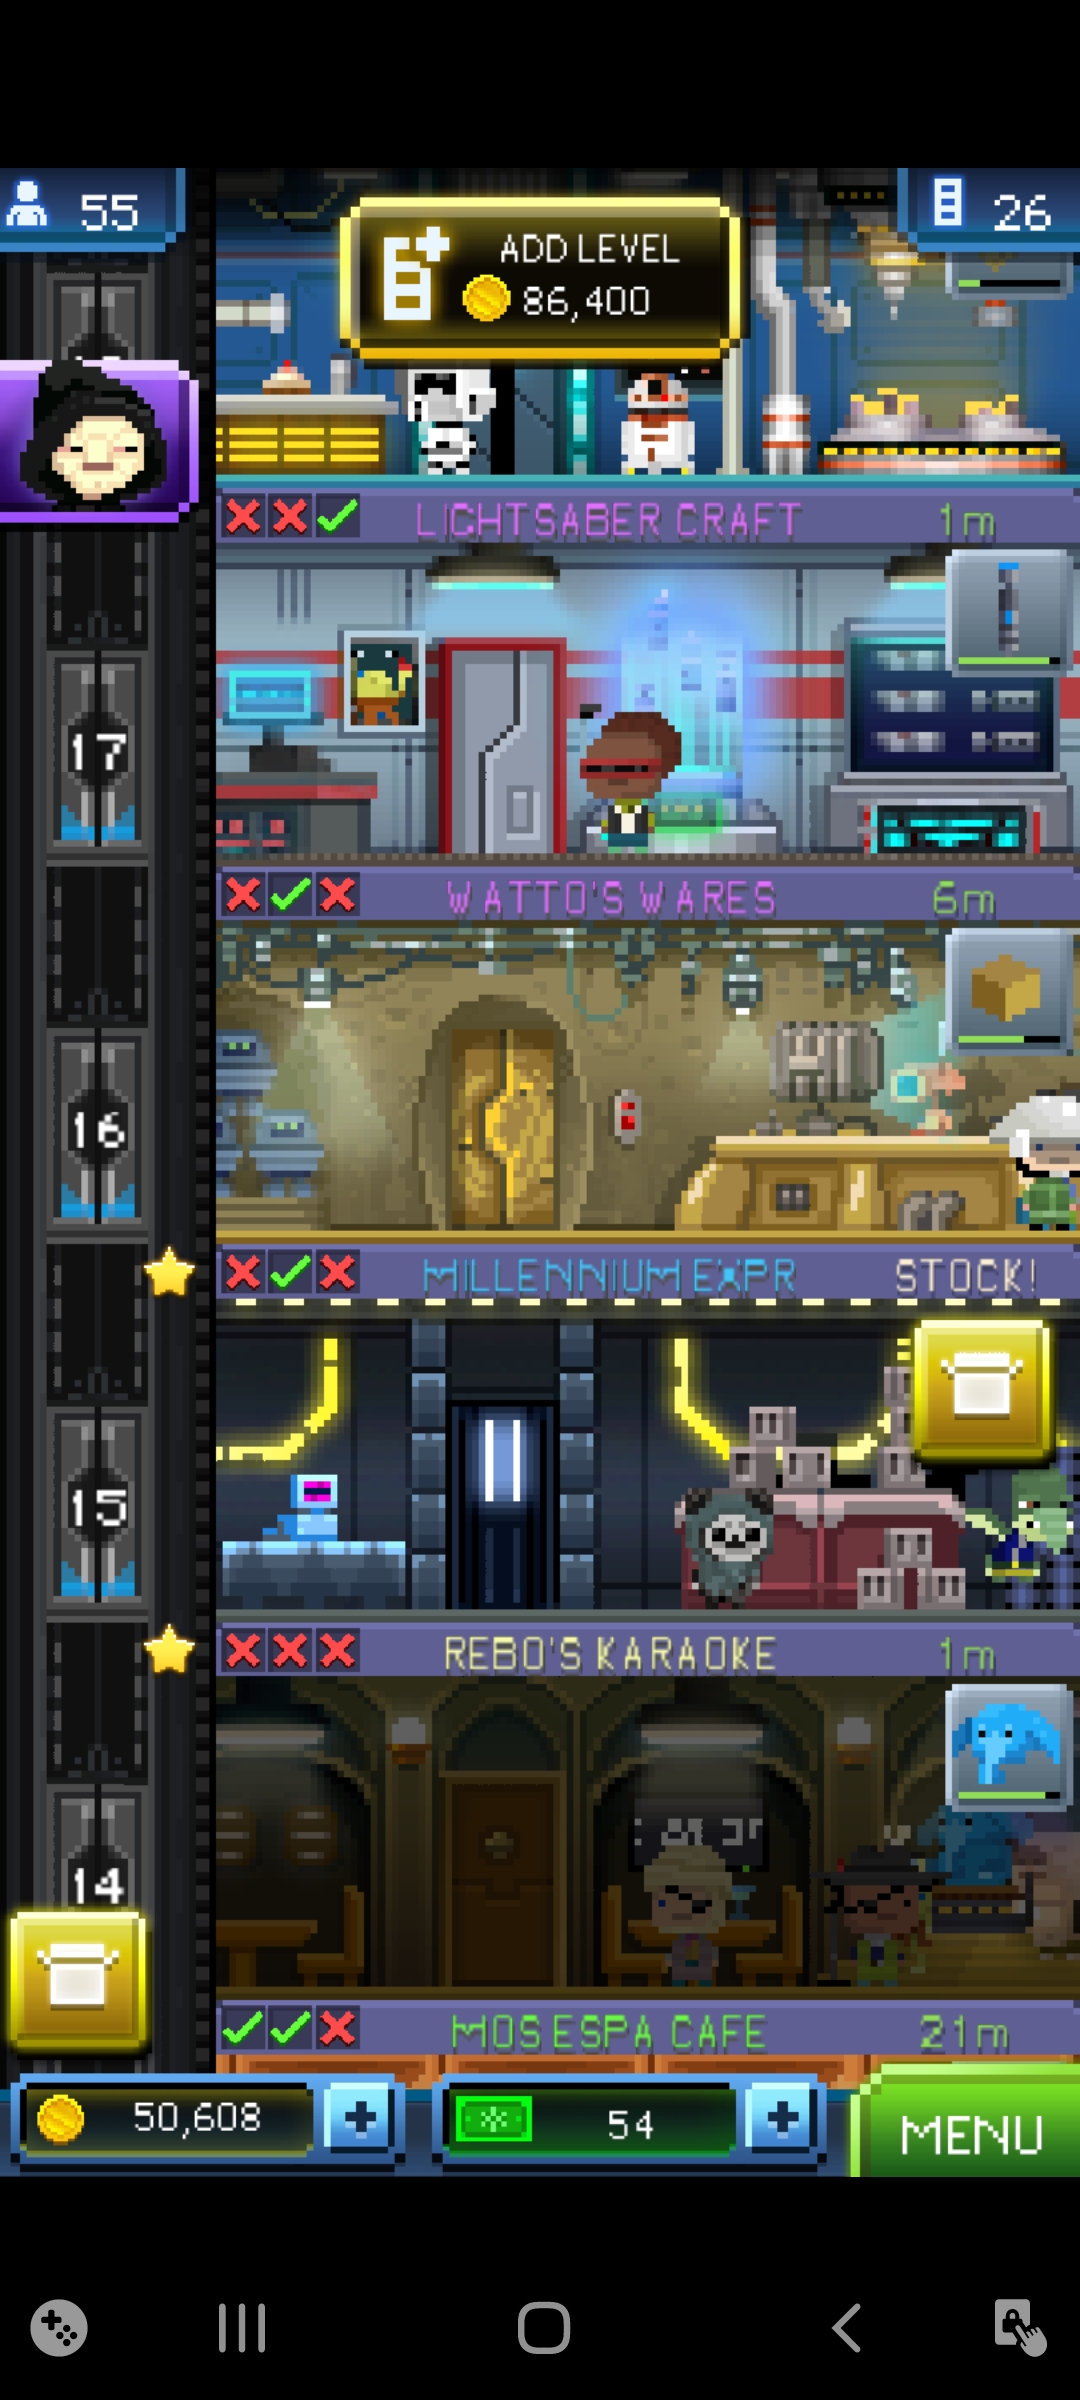 55
ADD LEVEL
86,400
26
LIGHTSABER CRAFT 1m
17
WATTO'S WARES 6m
16
MILLENNIUM EXPR STOCK!
15
REBO'S KARAOKE 1m
14
MOS ESPA CAFE 21m
50,608
54
MENU